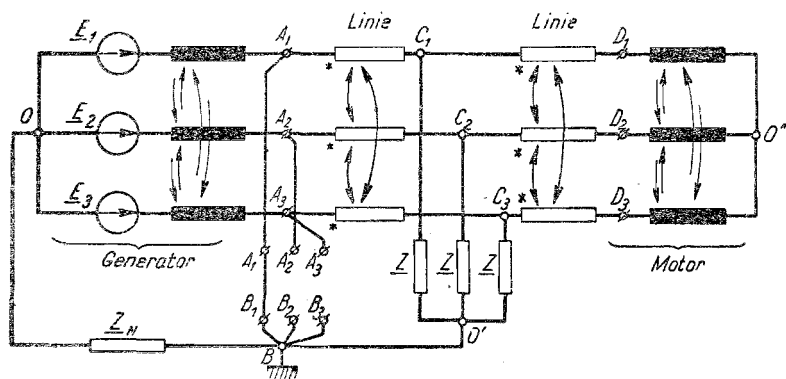 Linie Linie
E1 A1 C1 D1
*
*
O E2 A2 C2 D2 O"
*
*
E3 A3 C3 D3
*
*
Generator A1 A2 A3 Z Z Z Motor
B1 B2 B3
ZN B O'